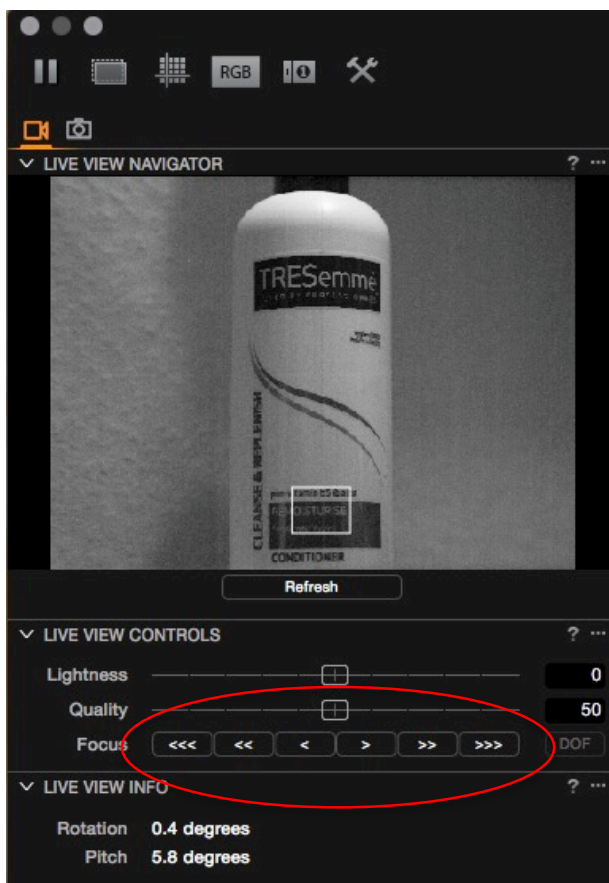 RGB
LIVE VIEW NAVIGATOR ? ...
TRESemmé
CLEANSE & REPLENISH
CONDITIONER
Refresh
LIVE VIEW CONTROLS ? ...
Lightness 0
Quality 50
Focus <<< << < > >> >>> DOF
LIVE VIEW INFO ? ...
Rotation 0.4 degrees
Pitch 5.8 degrees